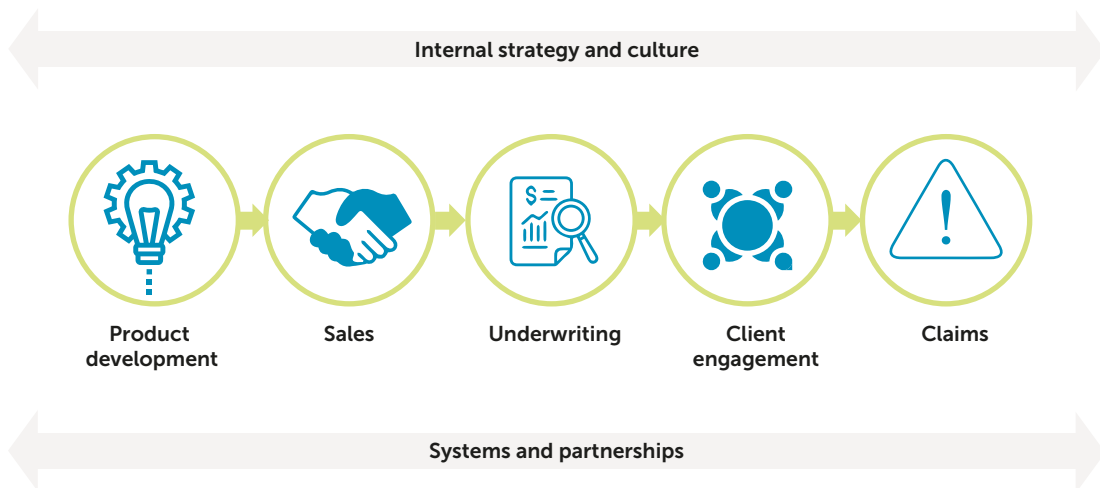 Internal strategy and culture
$
Product
development
Sales
Underwriting
Client
engagement
Claims
Systems and partnerships